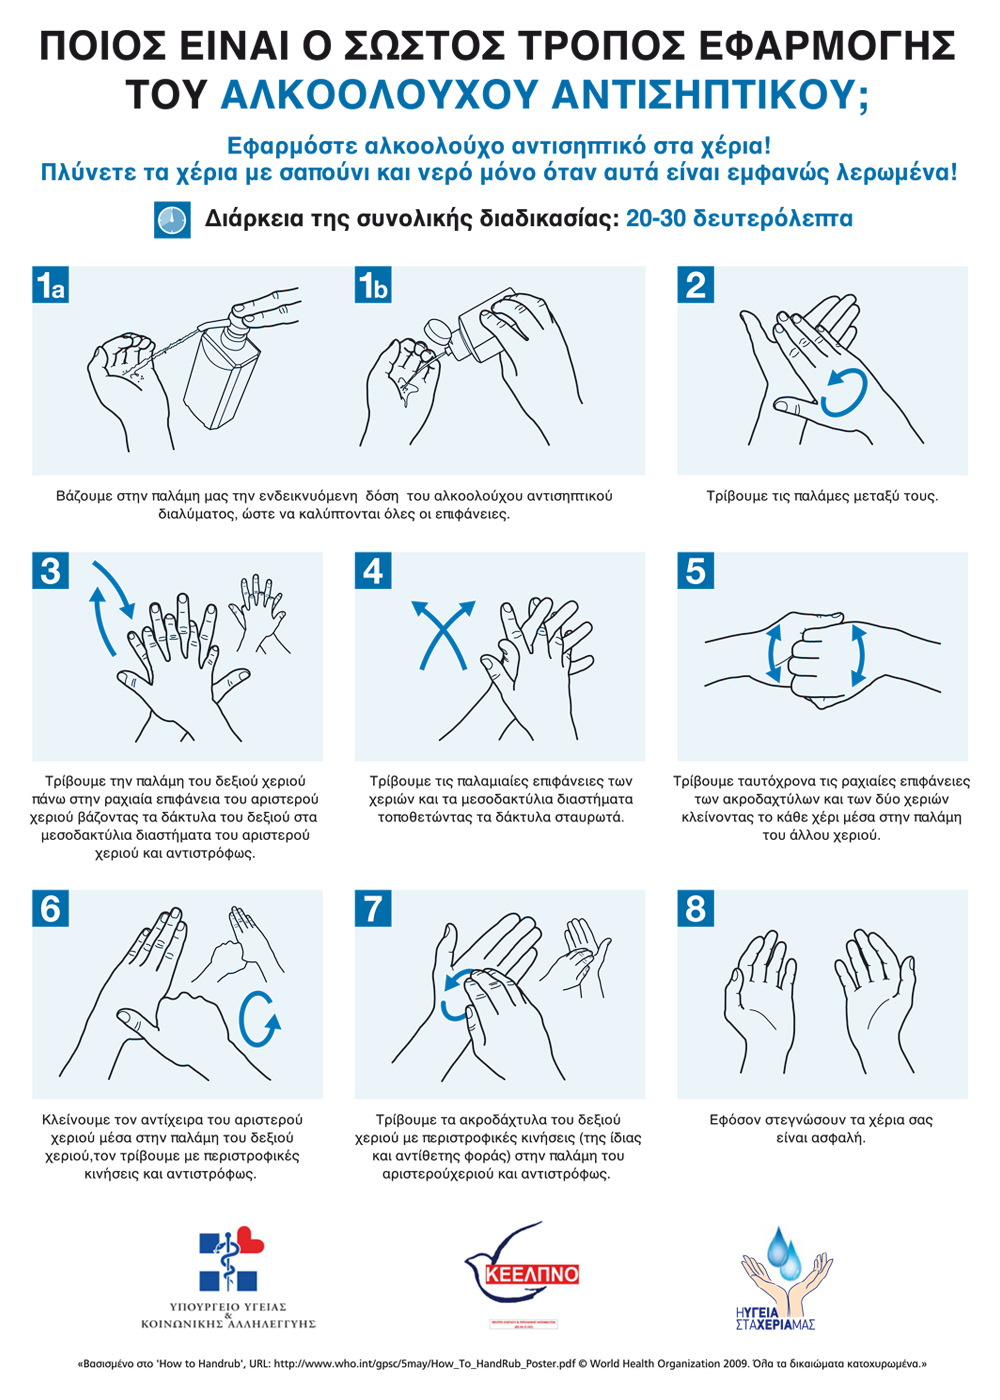 ΠΟΙΟΣ ΕΙΝΑΙ Ο ΣΩΣΤΟΣ ΤΡΟΠΟΣ ΕΦΑΡΜΟΓΗΣ
ΤΟΥ ΑΛΚΟΟΛΟΥΧΟΥ ΑΝΤΙΣΗΠΤΙΚΟΥ;
Εφαρμόστε αλκοολούχο αντισηπτικό στα χέρια!
Πλύνετε τα χέρια με σαπούνι και νερό μόνο όταν αυτά είναι εμφανώς λερωμένα!
Διάρκεια της συνολικής διαδικασίας: 20-30 δευτερόλεπτα
1a
1b
Βάζουμε στην παλάμη μας την ενδεικνυόμενη δόση του αλκοολούχου αντισηπτικού
διαλύματος, ώστε να καλύπτονται όλες οι επιφάνειες.
2
Τρίβουμε τις παλάμες μεταξύ τους.
3
Τρίβουμε την παλάμη του δεξιού χεριού
πάνω στην ραχιαία επιφάνεια του αριστερού
χεριού βάζοντας τα δάκτυλα του δεξιού στα
μεσοδακτύλια διαστήματα του αριστερού
χεριού και αντιστρόφως.
4
Τρίβουμε τις παλαμιαίες επιφάνειες των
χεριών και τα μεσοδακτύλια διαστήματα
τοποθετώντας τα δάκτυλα σταυρωτά.
5
Τρίβουμε ταυτόχρονα τις ραχιαίες επιφάνειες
των ακροδαχτύλων και των δύο χεριών
κλείνοντας το κάθε χέρι μέσα στην παλάμη
του άλλου χεριού.
6
Κλείνουμε τον αντίχειρα του αριστερού
χεριού μέσα στην παλάμη του δεξιού
χεριού,τον τρίβουμε με περιστροφικές
κινήσεις και αντιστρόφως.
7
Τρίβουμε τα ακροδάχτυλα του δεξιού
χεριού με περιστροφικές κινήσεις (της ίδιας
και αντίθετης φοράς) στην παλάμη του
αριστερούχεριού και αντιστρόφως.
8
Εφόσον στεγνώσουν τα χέρια σας
είναι ασφαλή.
ΥΠΟΥΡΓΕΙΟ ΥΓΕΙΑΣ
&
ΚΟΙΝΩΝΙΚΗΣ ΑΛΛΗΛΕΓΓΥΗΣ
ΚΕΕΛΠΝΟ
ΗΥΓΕΙΑ
ΣΤΑΧΕΡΙΑΜΑΣ
«Βασισμένο στο 'How to Handrub', URL: http://www.who.int/gpsc/5may/How_To_HandRub_Poster.pdf © World Health Organization 2009. Όλα τα δικαιώματα κατοχυρωμένα.»